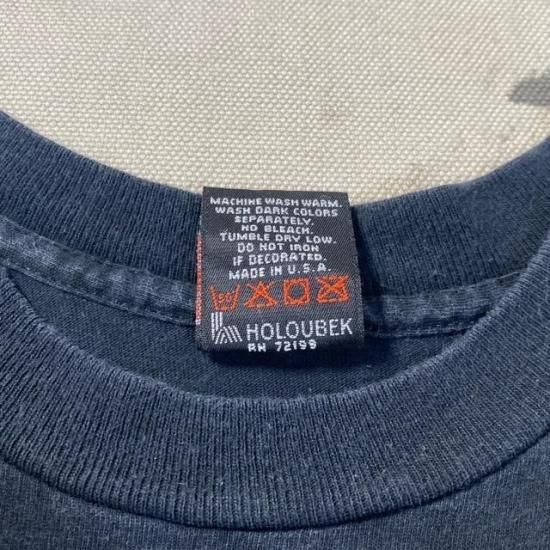 MACHINE WASH WARM.
WASH DARK COLORS
SEPARATELY.
NO BLEACH.
TUMBLE DRY LOW.
DO NOT IRON
IF DECORATED.
MADE IN U.S.A.
HOLOUBEK
RN 72199